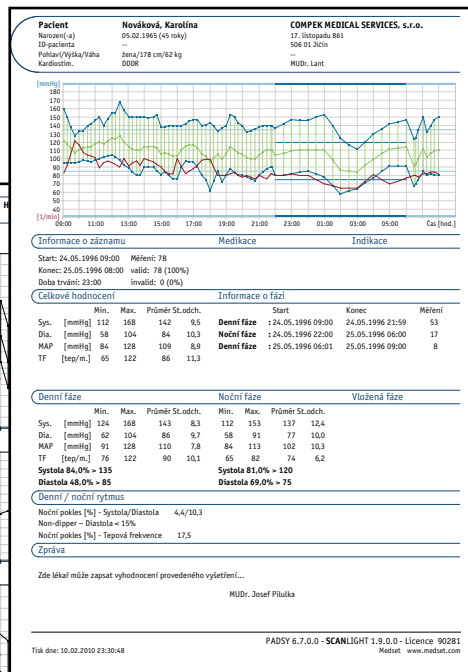 Pacient Nováková, Karolína COMPEK MEDICAL SERVICES, s.r.o.
Narozen(-a) 05.02.1965 (45 roky) 17. listopadu 861
ID-pacienta -- 506 01 Jičín
Pohlaví/Výška/Váha žena/178 cm/62 kg --
Kardiostim. DDDR MUDr. Lant
[mmHg]
180
170
160
150
140
130
120
110
100
90
80
70
60
50
40
[1/min]
09:00 11:00 13:00 15:00 17:00 19:00 21:00 23:00 01:00 03:00 05:00 Čas [hod.]
H
Informace o záznamu Medikace Indikace
Start: 24.05.1996 09:00 Měření: 78
Konec: 25.05.1996 08:00 valid: 78 (100%)
Doba trvání: 23:00 invalid: 0 (0%)
Celkové hodnocení Informace o fázi
Min. Max. Průměr St.odch. Start Konec Měření
Sys. [mmHg] 112 168 142 9,5 Denní fáze : 24.05.1996 09:00 24.05.1996 21:59 53
Dia. [mmHg] 58 104 84 10,3 Noční fáze : 24.05.1996 22:00 25.05.1996 06:00 17
MAP [mmHg] 84 128 109 8,9 Denní fáze : 25.05.1996 06:01 25.05.1996 09:00 8
TF [tep/m.] 65 122 86 11,3
Denní fáze Noční fáze Vložená fáze
Min. Max. Průměr St.odch. Min. Max. Průměr St.odch.
Sys. [mmHg] 124 168 143 8,3 112 153 137 12,4
Dia. [mmHg] 62 104 86 9,7 58 91 77 10,0
MAP [mmHg] 91 128 110 7,8 84 113 102 10,3
TF [tep/m.] 76 122 90 10,1 65 82 74 6,2
Systola 84,0% > 135 Systola 81,0% > 120
Diastola 48,0% > 85 Diastola 69,0% > 75
Denní / noční rytmus
Noční pokles [%] - Systola/Diastola 4,4/10,3
Non-dipper – Diastola < 15%
Noční pokles [%] - Tepová frekvence 17,5
Zpráva
Zde lékař může zapsat vyhodnocení provedeného vyšetření...
MUDr. Josef Pilulka
PADSY 6.7.0.0 - SCANLIGHT 1.9.0.0 - Licence 90281
Tisk dne: 10.02.2010 23:30:48 Medset www.medset.com